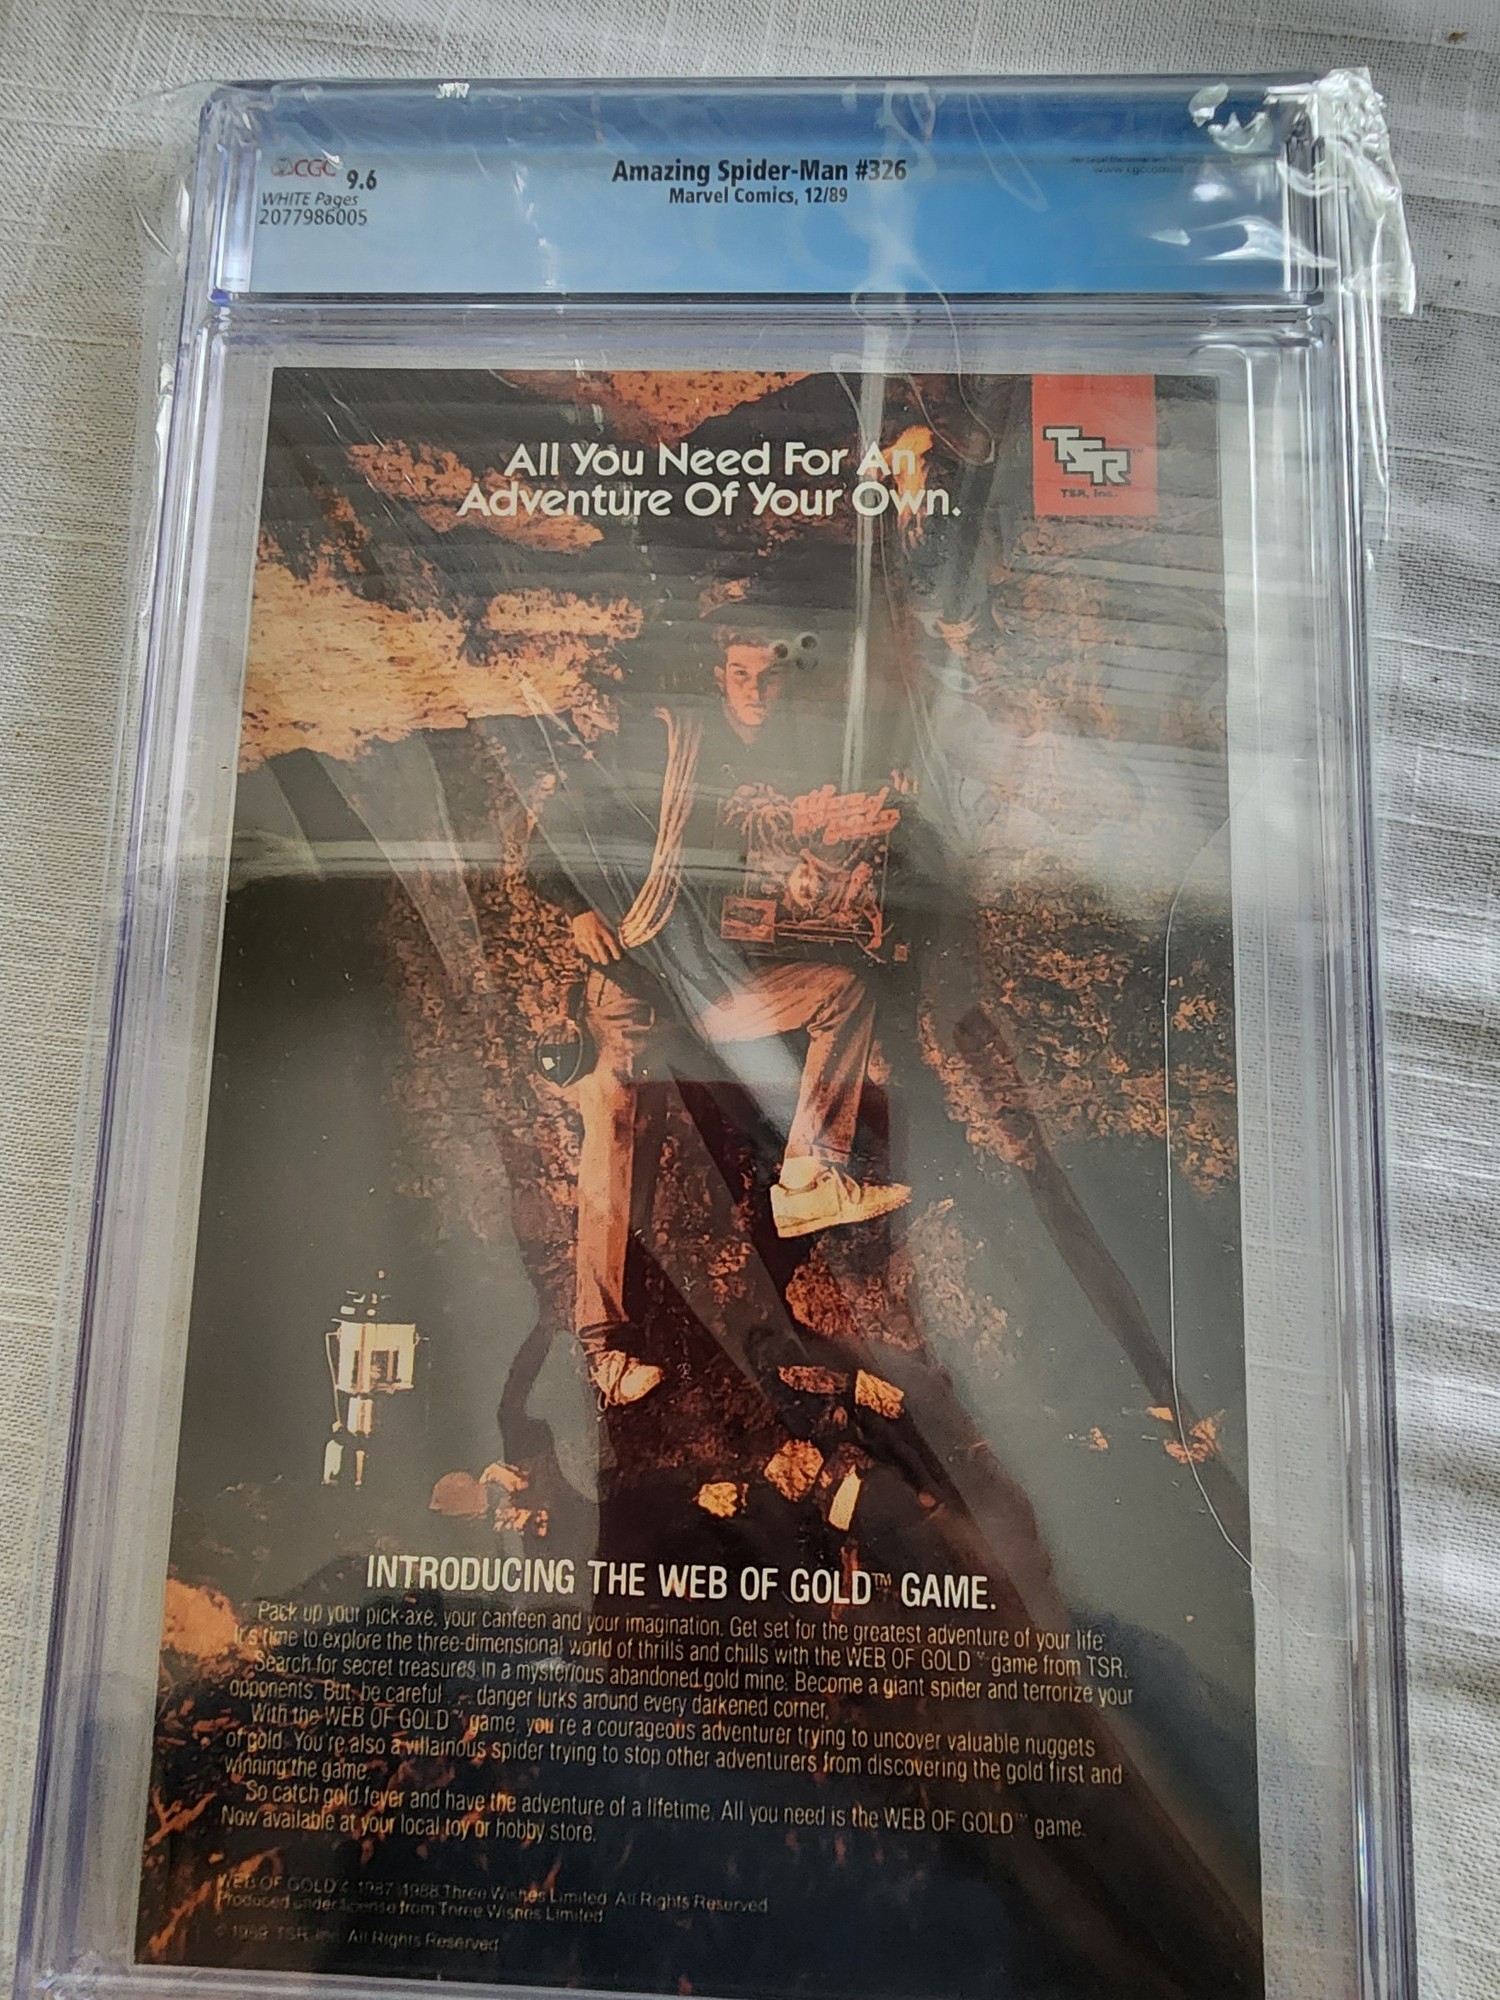 CGC 9.6
WHITE Pages
2077986005
Amazing Spider-Man #326
Marvel Comics, 12/89
All You Need For An
Adventure Of Your Own.
TSR™
TSR, Inc.
INTRODUCING THE WEB OF GOLD™ GAME.
Pack up your pick-axe, your canteen and your imagination. Get set for the greatest adventure of your life.
It's time to explore the three-dimensional world of thrills and chills with the WEB OF GOLD™ game from TSR.
Search for secret treasures in a mysterious abandoned gold mine. Become a giant spider and terrorize your
opponents. But, be careful . . . danger lurks around every darkened corner.
With the WEB OF GOLD™ game, you're a courageous adventurer trying to uncover valuable nuggets
of gold. You're also a villainous spider trying to stop other adventurers from discovering the gold first and
winning the game.
So catch gold fever and have the adventure of a lifetime. All you need is the WEB OF GOLD™ game.
Now available at your local toy or hobby store.
WEB OF GOLD © 1987, 1988 Three Wishes Limited. All Rights Reserved
Produced under license from Three Wishes Limited
© 1989 TSR, Inc. All Rights Reserved